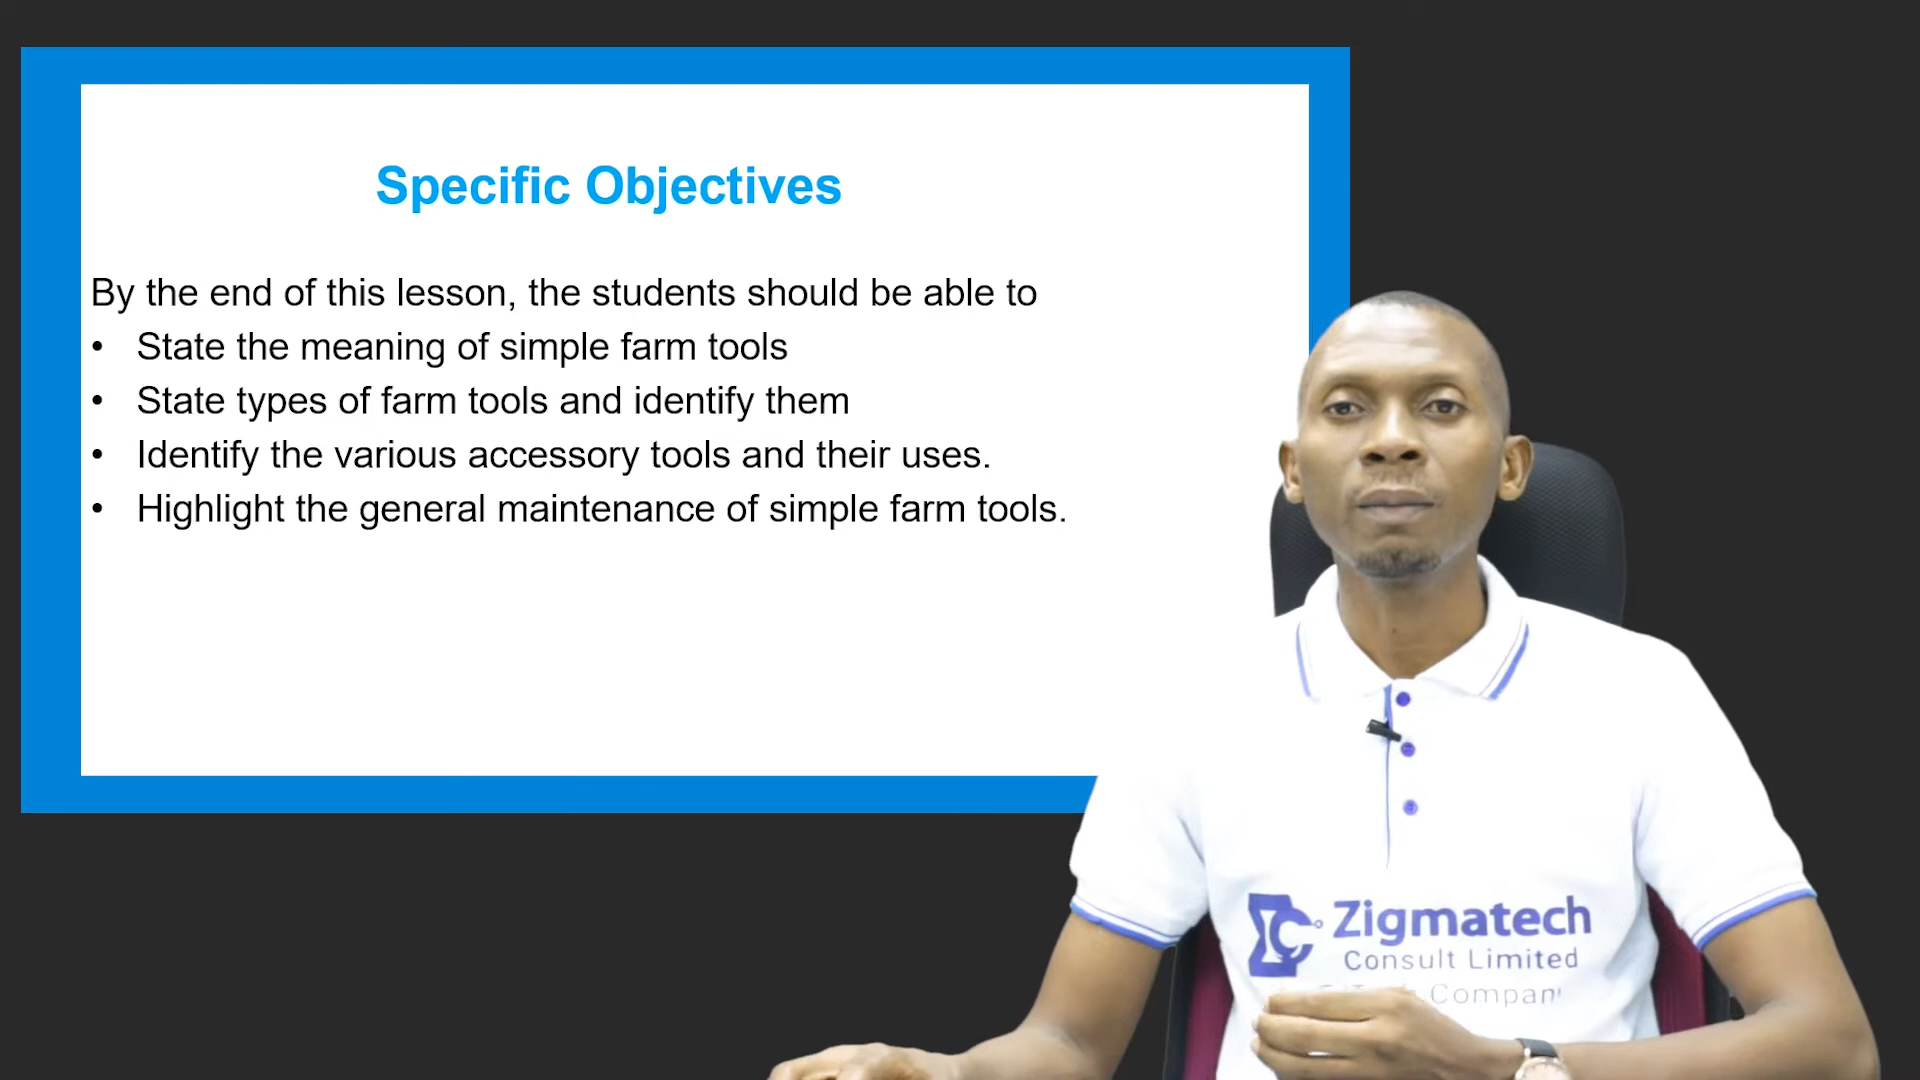 Specific Objectives
By the end of this lesson, the students should be able to
• State the meaning of simple farm tools
• State types of farm tools and identify them
• Identify the various accessory tools and their uses.
• Highlight the general maintenance of simple farm tools.
Zigmatech
Consult Limited
Company